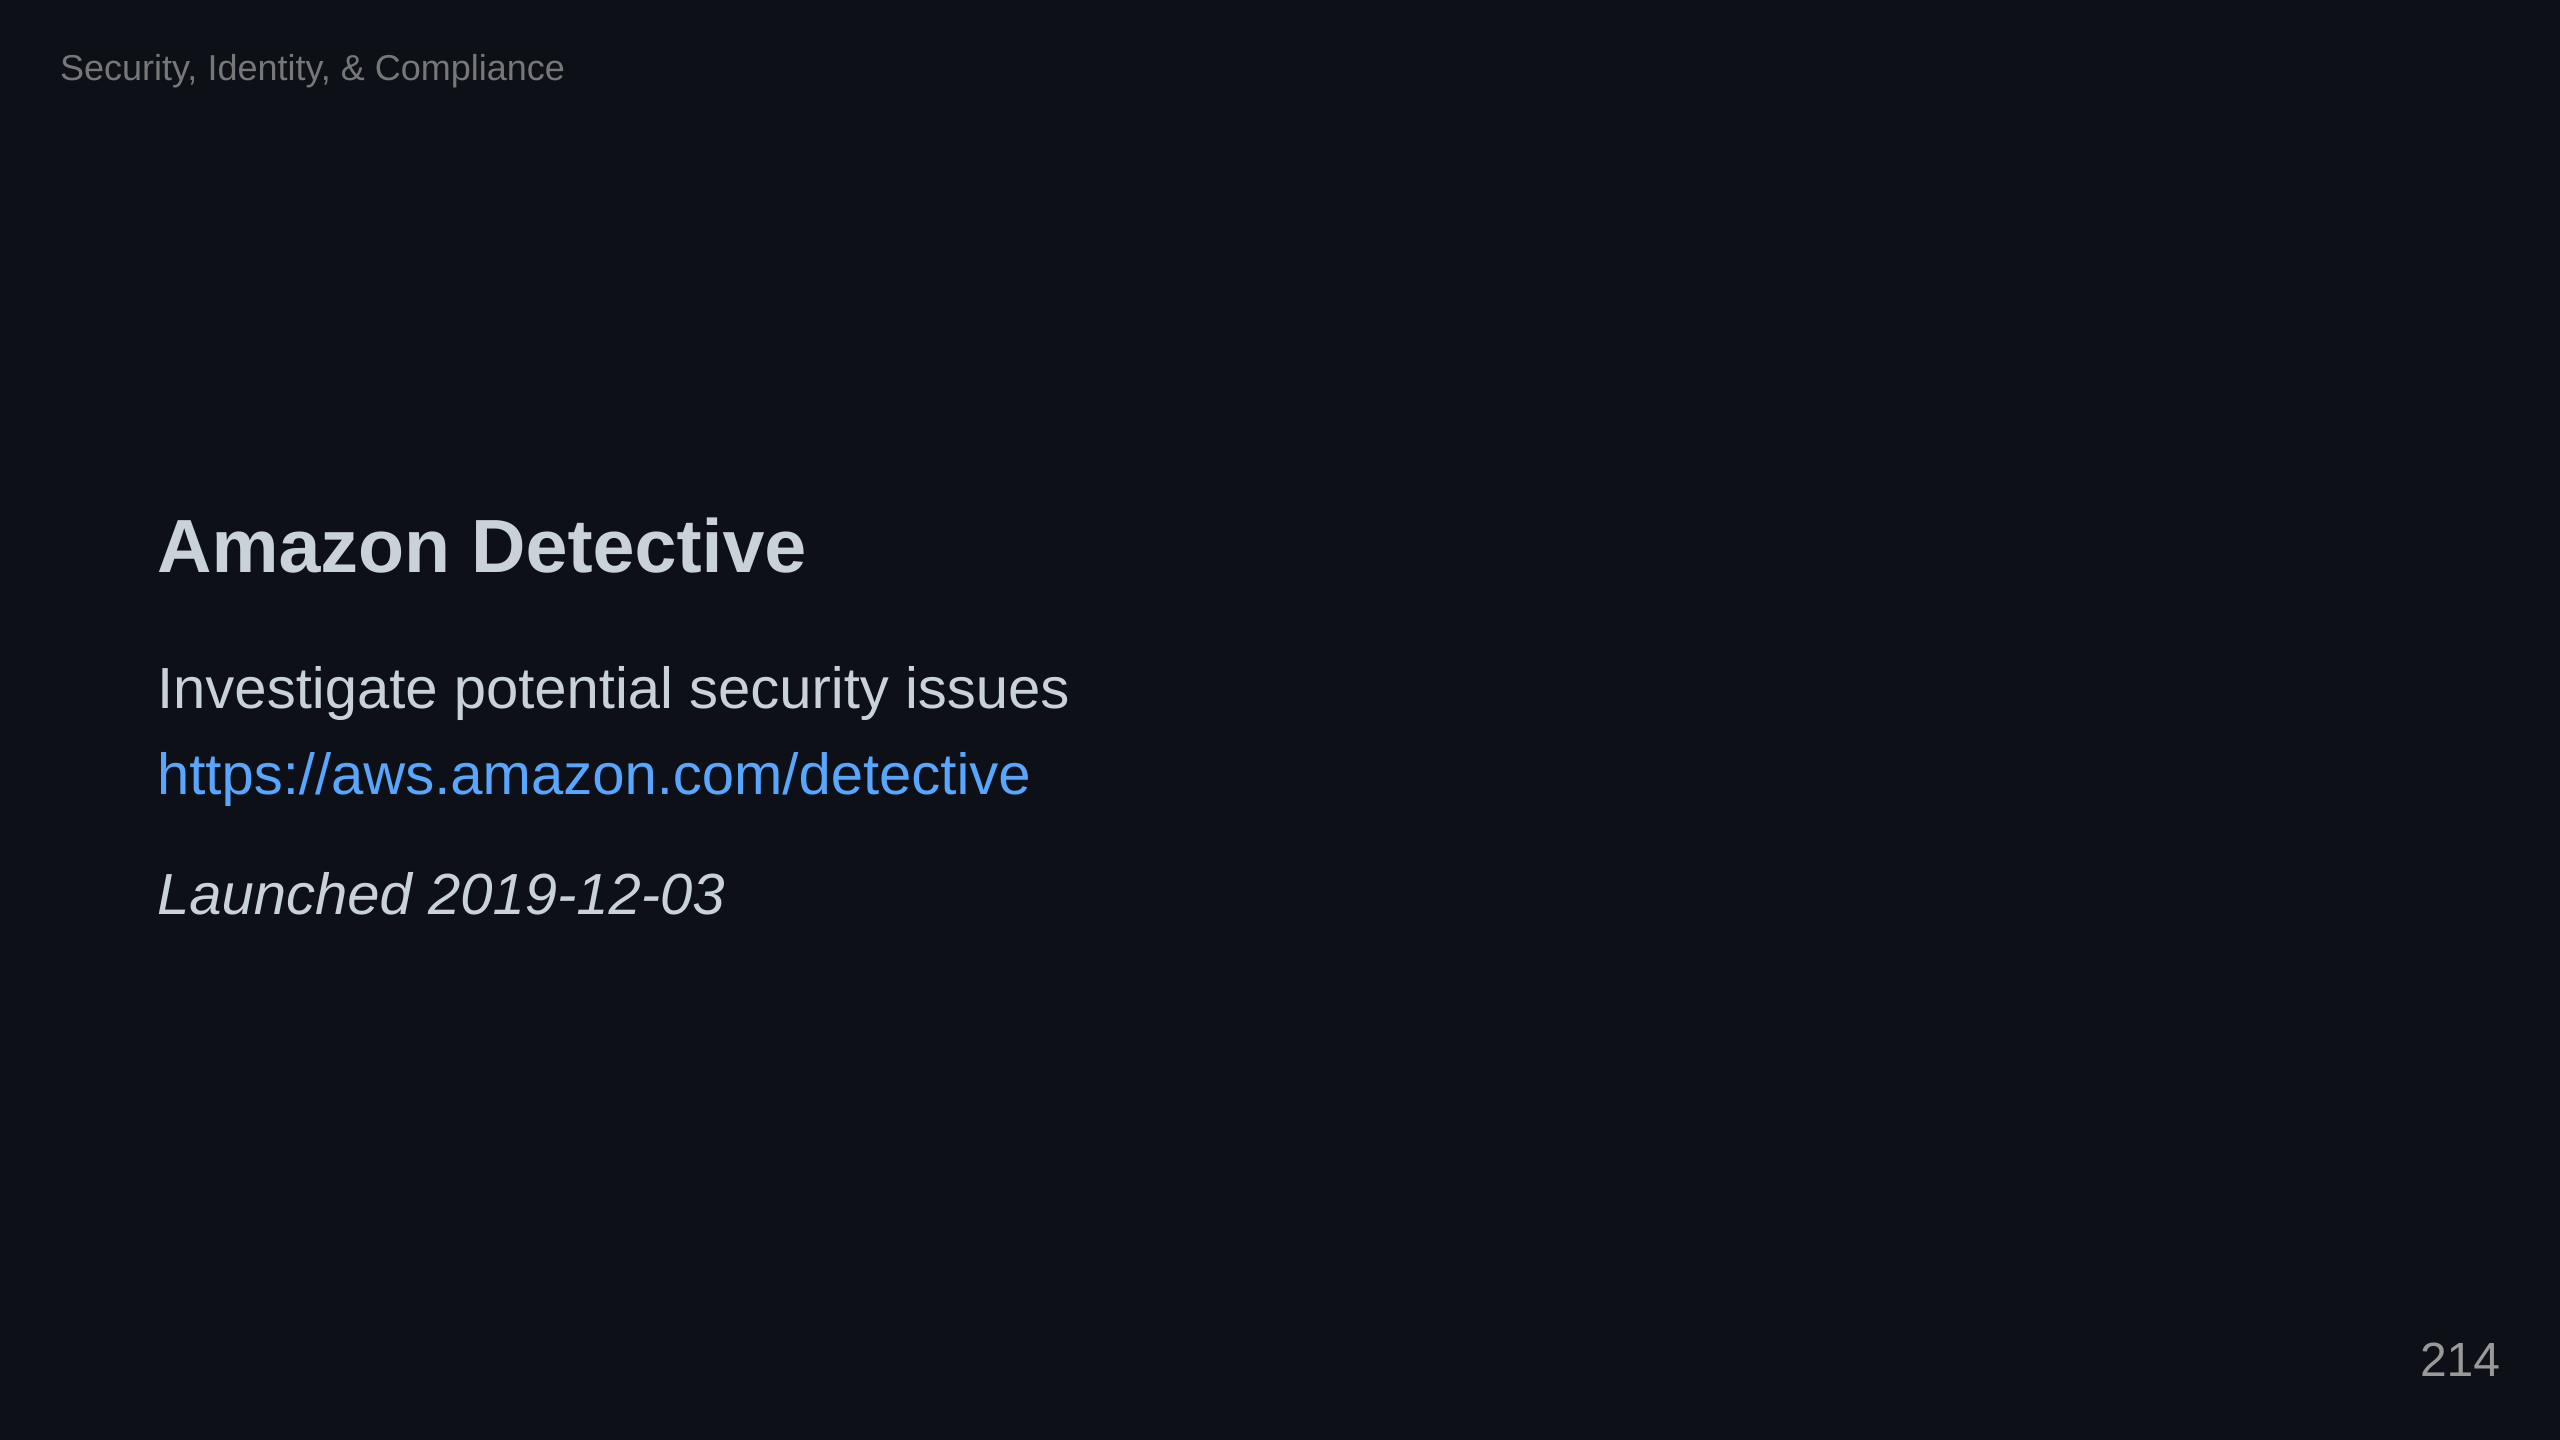 Security, Identity, & Compliance
Amazon Detective
Investigate potential security issues
https://aws.amazon.com/detective
Launched 2019-12-03
214